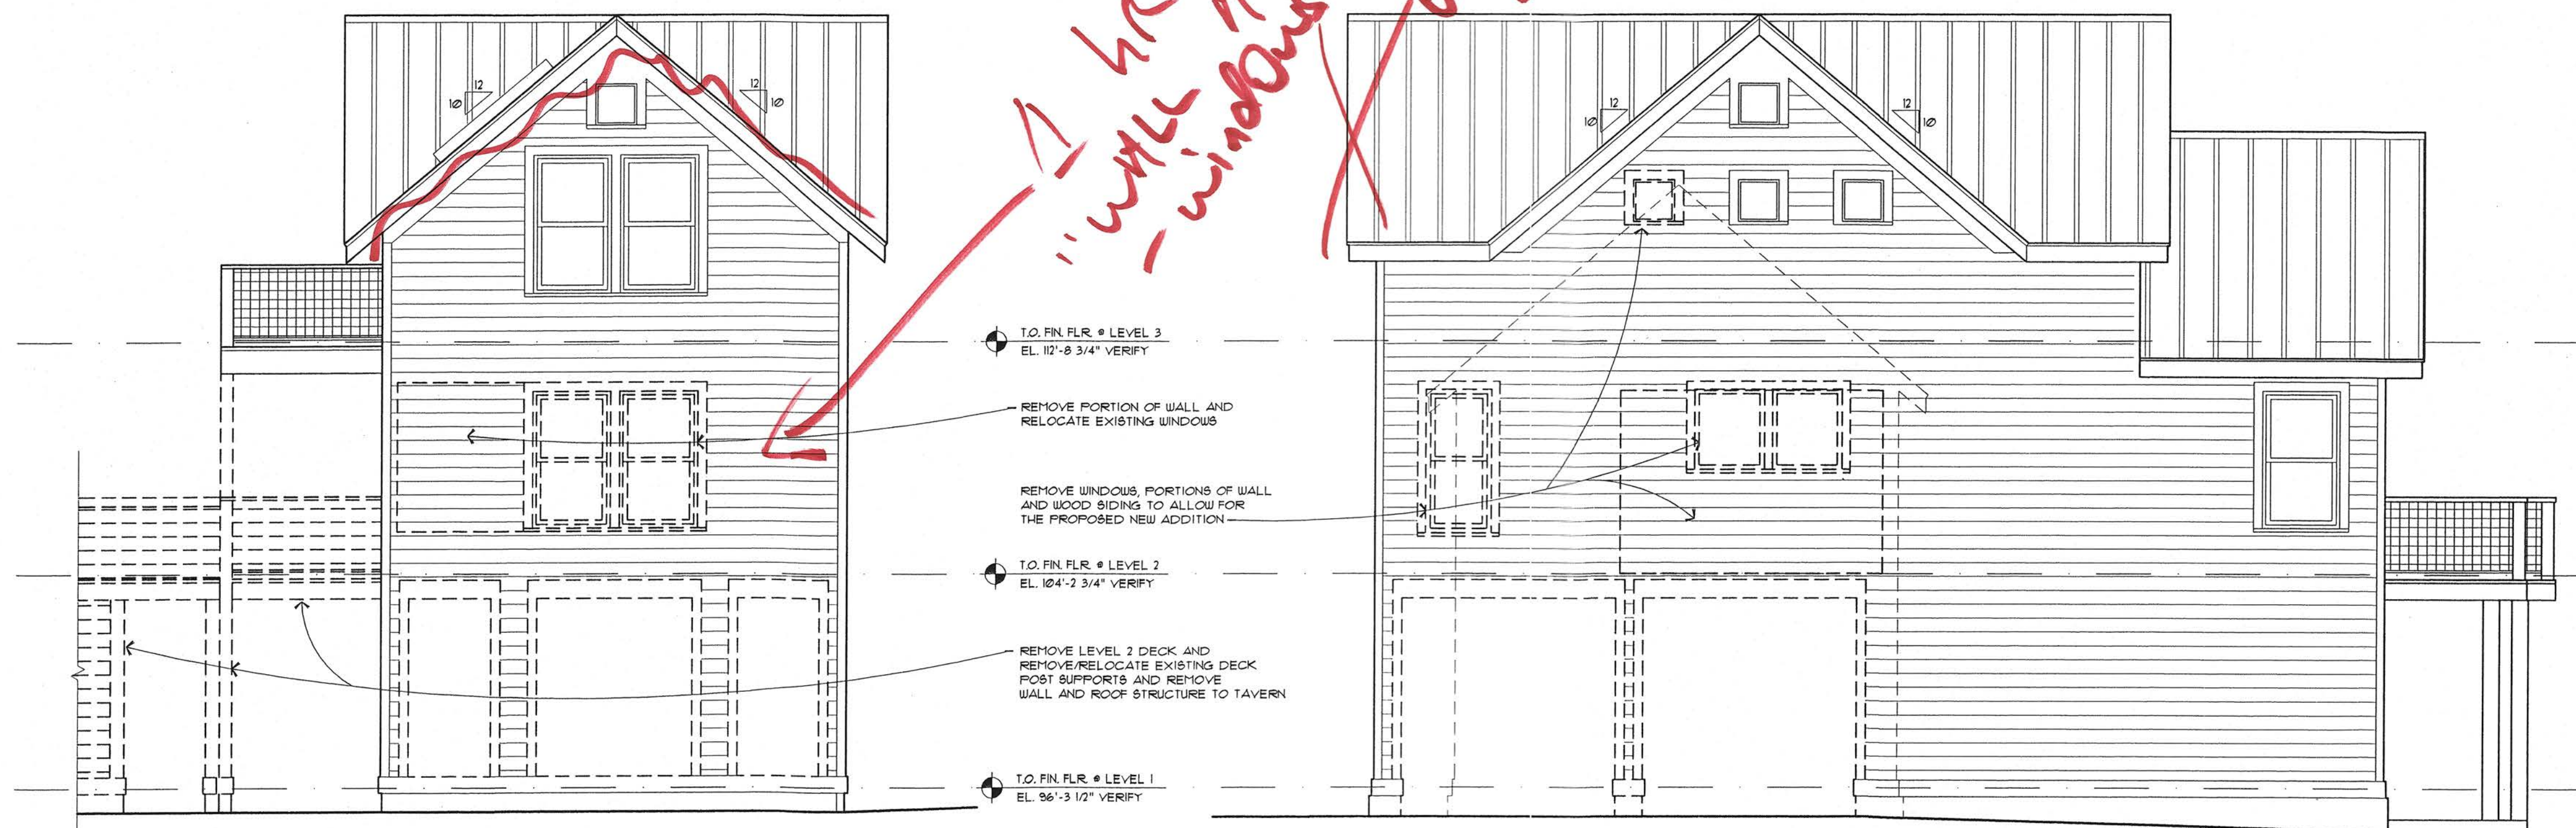 12
10
12
10
12
10
12
10
1 HR
"WALL
- windows
T.O. FIN. FLR. @ LEVEL 3
EL. 112'-8 3/4" VERIFY
REMOVE PORTION OF WALL AND
RELOCATE EXISTING WINDOWS
REMOVE WINDOWS, PORTIONS OF WALL
AND WOOD SIDING TO ALLOW FOR
THE PROPOSED NEW ADDITION
T.O. FIN. FLR. @ LEVEL 2
EL. 104'-2 3/4" VERIFY
REMOVE LEVEL 2 DECK AND
REMOVE/RELOCATE EXISTING DECK
POST SUPPORTS AND REMOVE
WALL AND ROOF STRUCTURE TO TAVERN
T.O. FIN. FLR. @ LEVEL 1
EL. 96'-3 1/2" VERIFY